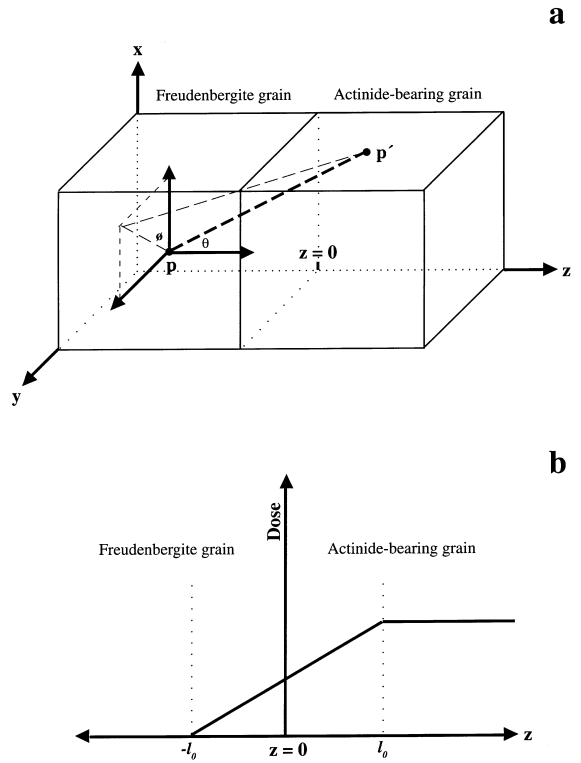 a
x
Freudenbergite grain Actinide-bearing grain
p´
ø θ
z = 0
p
z
y
b
Dose
Freudenbergite grain Actinide-bearing grain
z
-l₀ z = 0 l₀